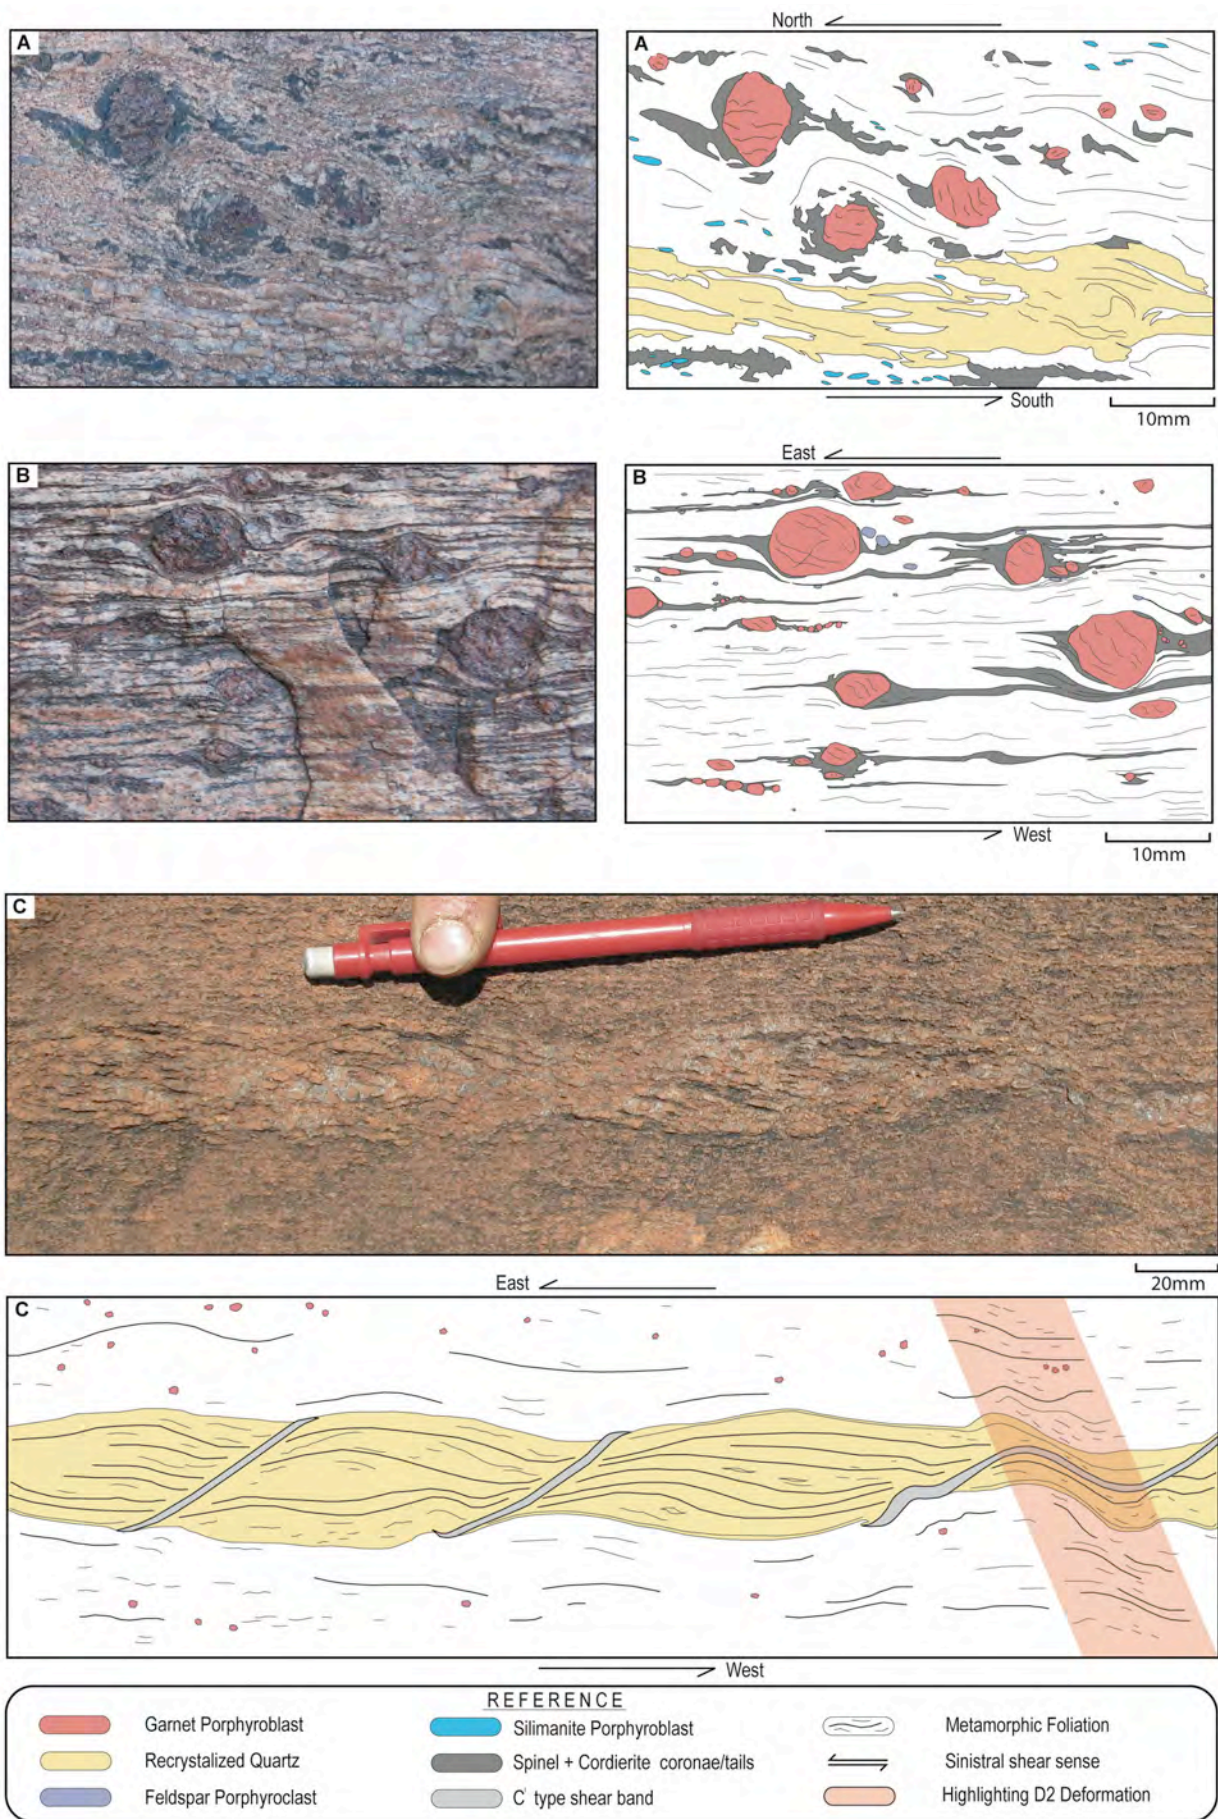 North
A
A
South
10mm
East
B
B
West
10mm
C
20mm
East
C
West
REFERENCE
Garnet Porphyroblast
Silimanite Porphyroblast
Metamorphic Foliation
Recrystalized Quartz
Spinel + Cordierite coronae/tails
Sinistral shear sense
Feldspar Porphyroclast
C' type shear band
Highlighting D2 Deformation